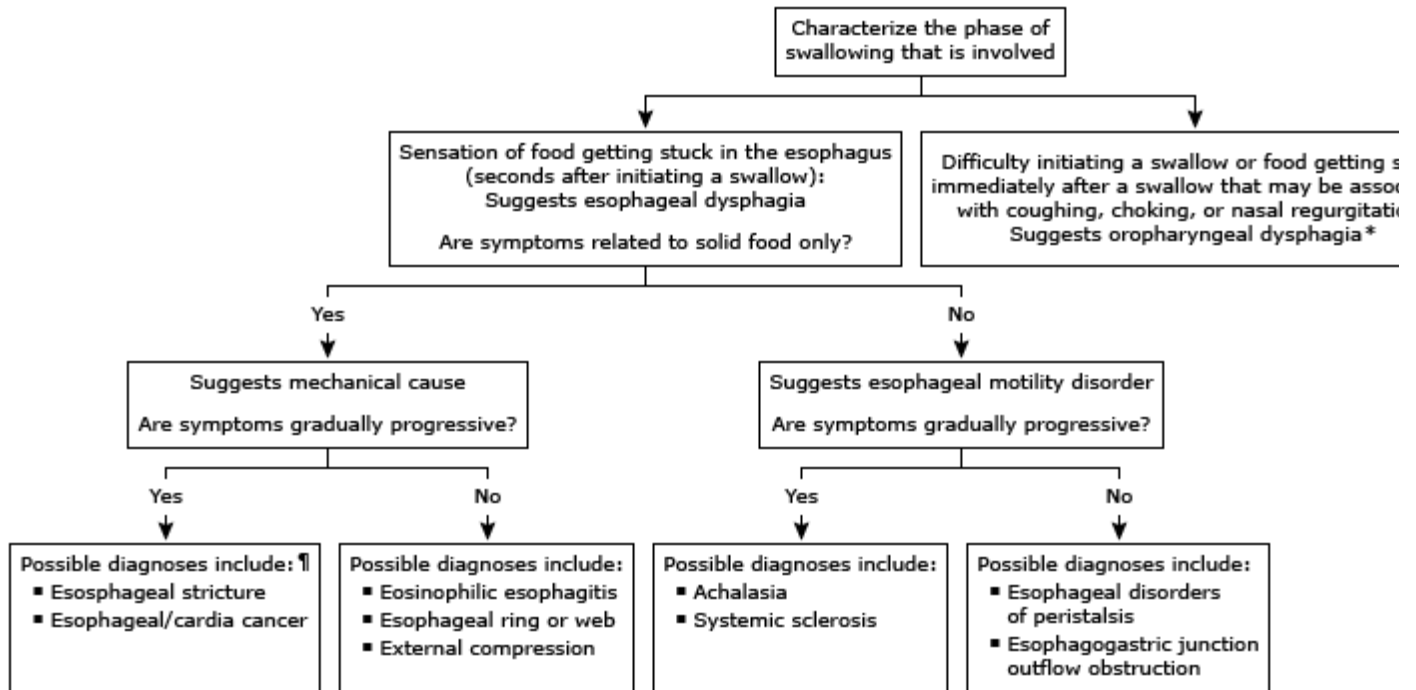 Characterize the phase of
swallowing that is involved
Sensation of food getting stuck in the esophagus
(seconds after initiating a swallow):
Suggests esophageal dysphagia
Are symptoms related to solid food only?
Difficulty initiating a swallow or food getting
immediately after a swallow that may be
with coughing, choking, or nasal
Suggests oropharyngeal dysphagia*
Yes
No
Suggests mechanical cause
Are symptoms gradually progressive?
Suggests esophageal motility disorder
Are symptoms gradually progressive?
Yes
No
Yes
No
Possible diagnoses include:¶
▪ Esosphageal stricture
▪ Esophageal/cardia cancer
Possible diagnoses include:
▪ Eosinophilic esophagitis
▪ Esophageal ring or web
▪ External compression
Possible diagnoses include:
▪ Achalasia
▪ Systemic sclerosis
Possible diagnoses include:
▪ Esophageal disorders
of peristalsis
▪ Esophagogastric junction
outflow obstruction